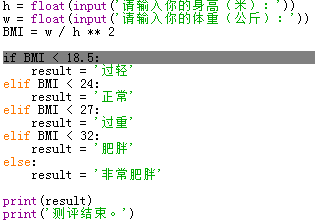 h = float(input('请输入你的身高（米）：'))
w = float(input('请输入你的体重（公斤）：'))
BMI = w / h ** 2
if BMI < 18.5:
    result = '过轻'
elif BMI < 24:
    result = '正常'
elif BMI < 27:
    result = '过重'
elif BMI < 32:
    result = '肥胖'
else:
    result = '非常肥胖'
print(result)
print('测评结束。')